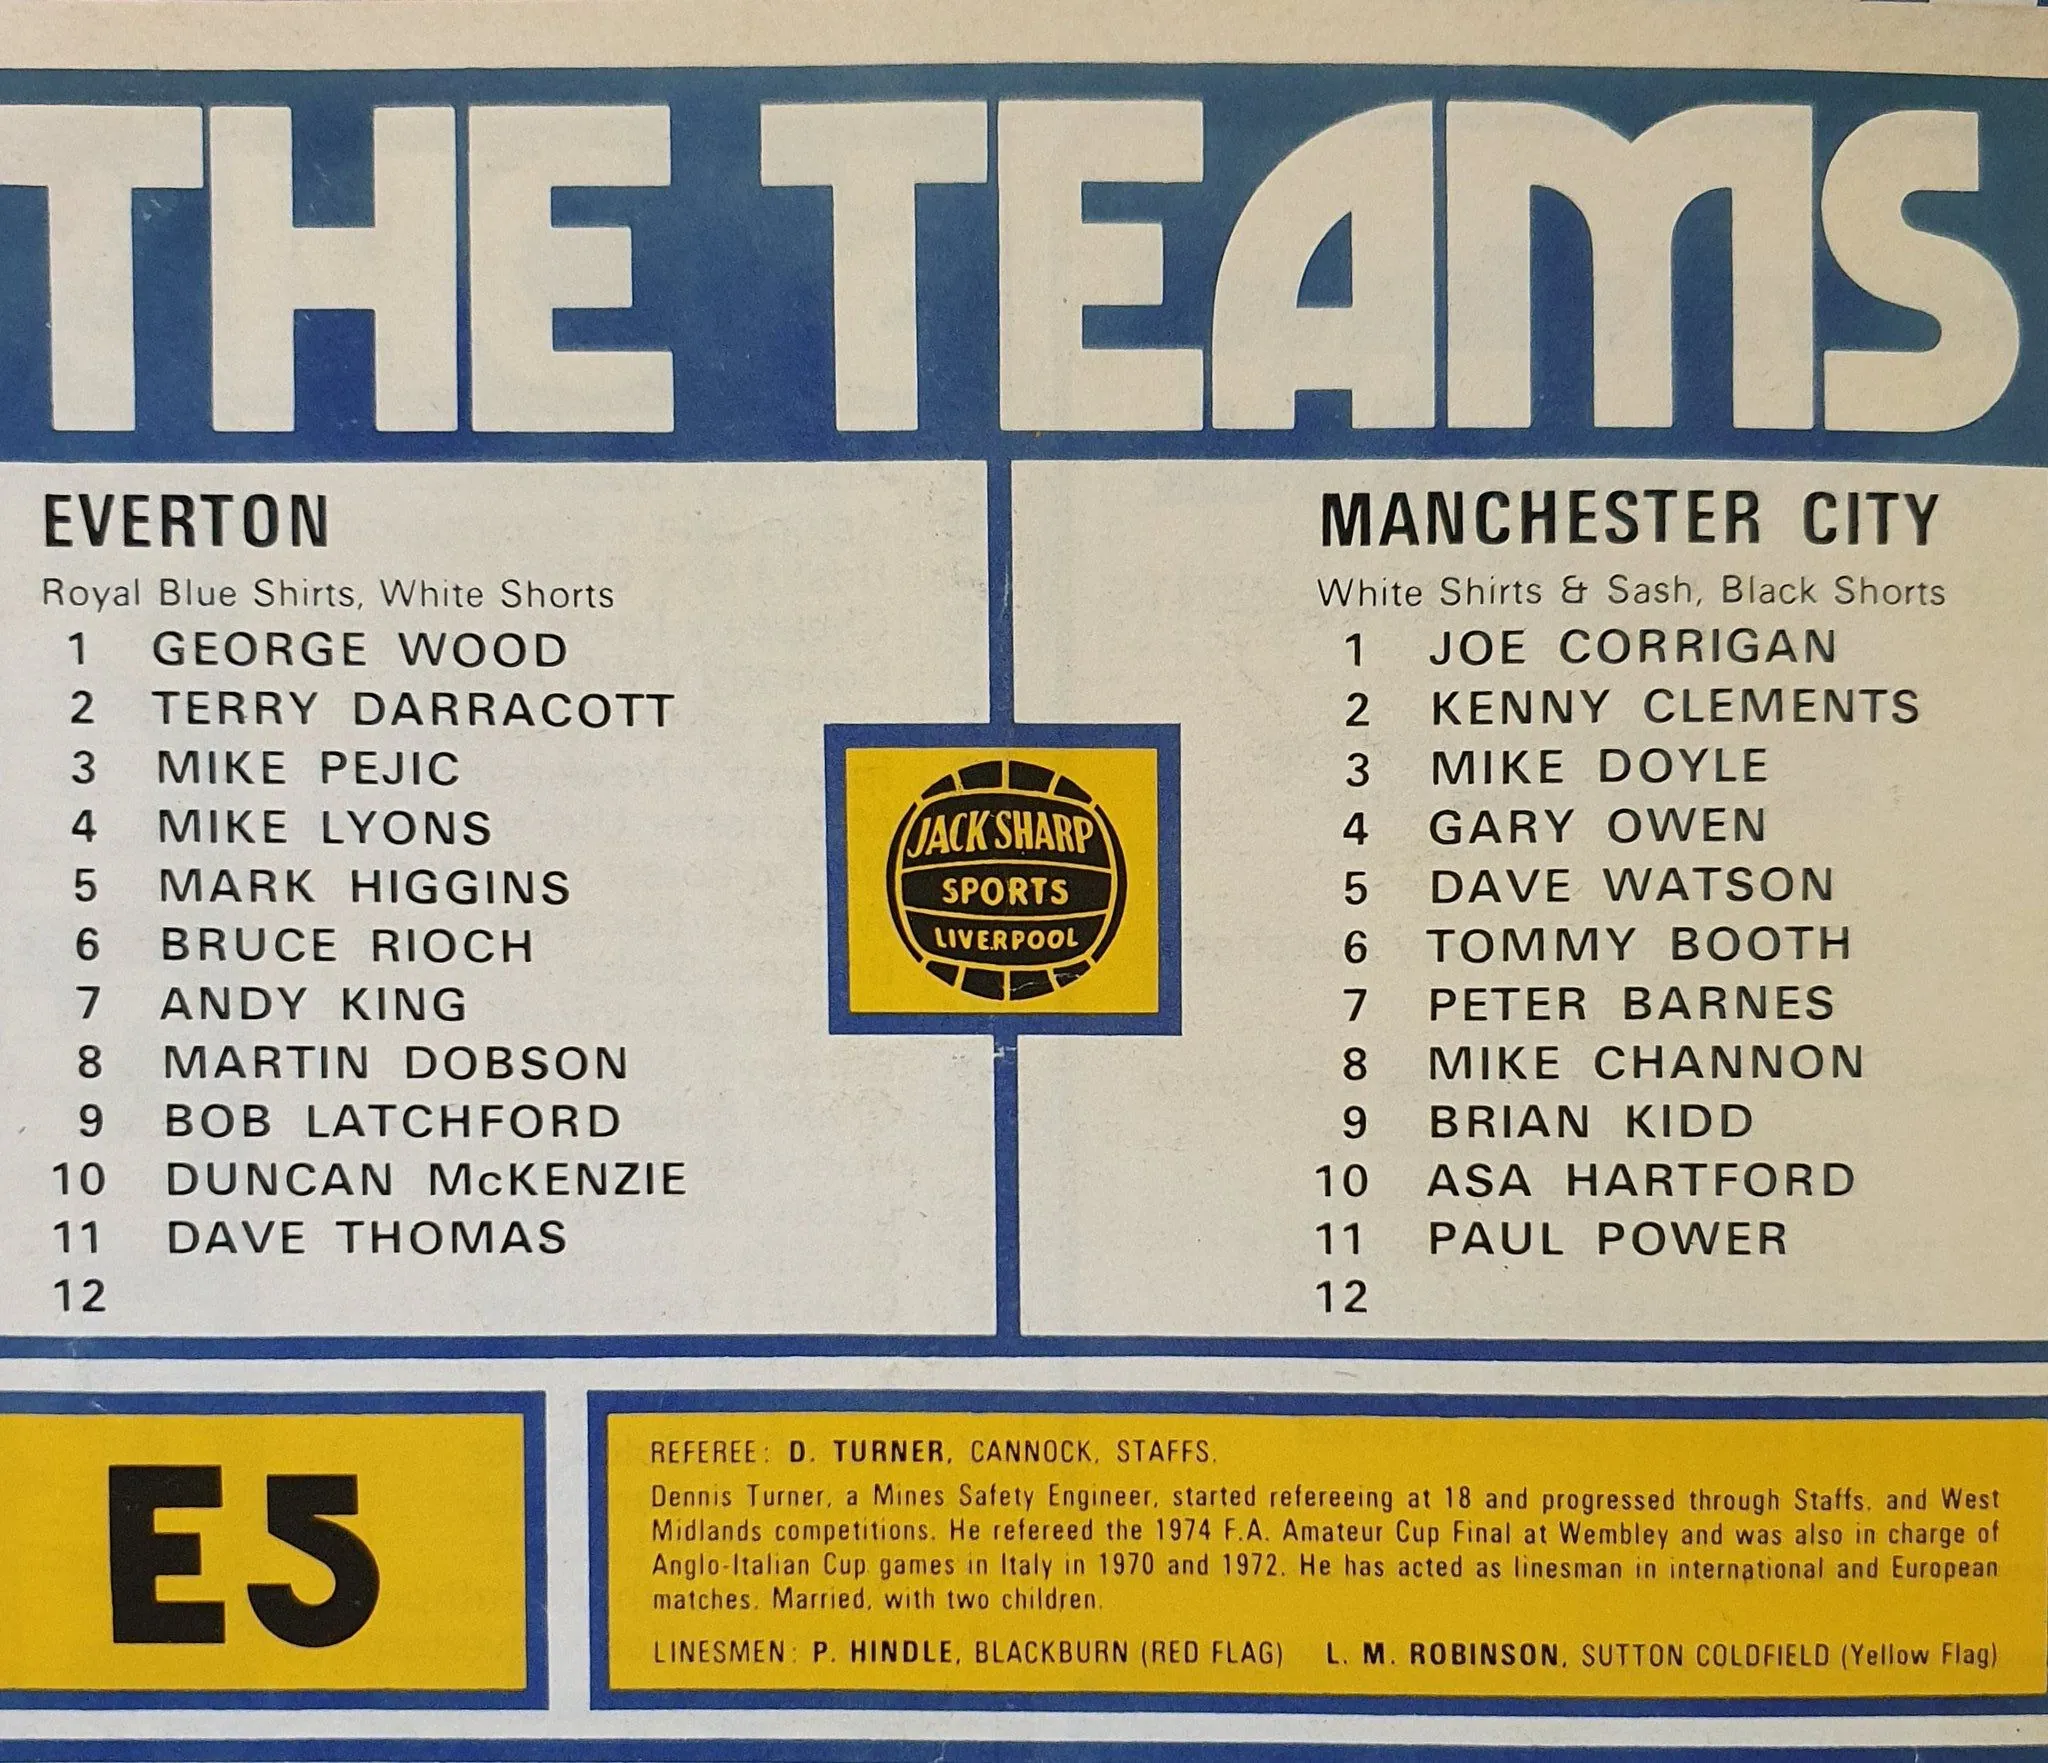 THE TEAMS
EVERTON
Royal Blue Shirts, White Shorts
1 GEORGE WOOD
2 TERRY DARRACOTT
3 MIKE PEJIC
4 MIKE LYONS
5 MARK HIGGINS
6 BRUCE RIOCH
7 ANDY KING
8 MARTIN DOBSON
9 BOB LATCHFORD
10 DUNCAN McKENZIE
11 DAVE THOMAS
12
JACK SHARP
SPORTS
LIVERPOOL
MANCHESTER CITY
White Shirts & Sash, Black Shorts
1 JOE CORRIGAN
2 KENNY CLEMENTS
3 MIKE DOYLE
4 GARY OWEN
5 DAVE WATSON
6 TOMMY BOOTH
7 PETER BARNES
8 MIKE CHANNON
9 BRIAN KIDD
10 ASA HARTFORD
11 PAUL POWER
12
E5
REFEREE: D. TURNER, CANNOCK, STAFFS.
Dennis Turner, a Mines Safety Engineer, started refereeing at 18 and progressed through Staffs. and West
Midlands competitions. He refereed the 1974 F.A. Amateur Cup Final at Wembley and was also in charge of
Anglo-Italian Cup games in Italy in 1970 and 1972. He has acted as linesman in international and European
matches. Married, with two children.
LINESMEN: P. HINDLE, BLACKBURN (RED FLAG) L. M. ROBINSON, SUTTON COLDFIELD (Yellow Flag)